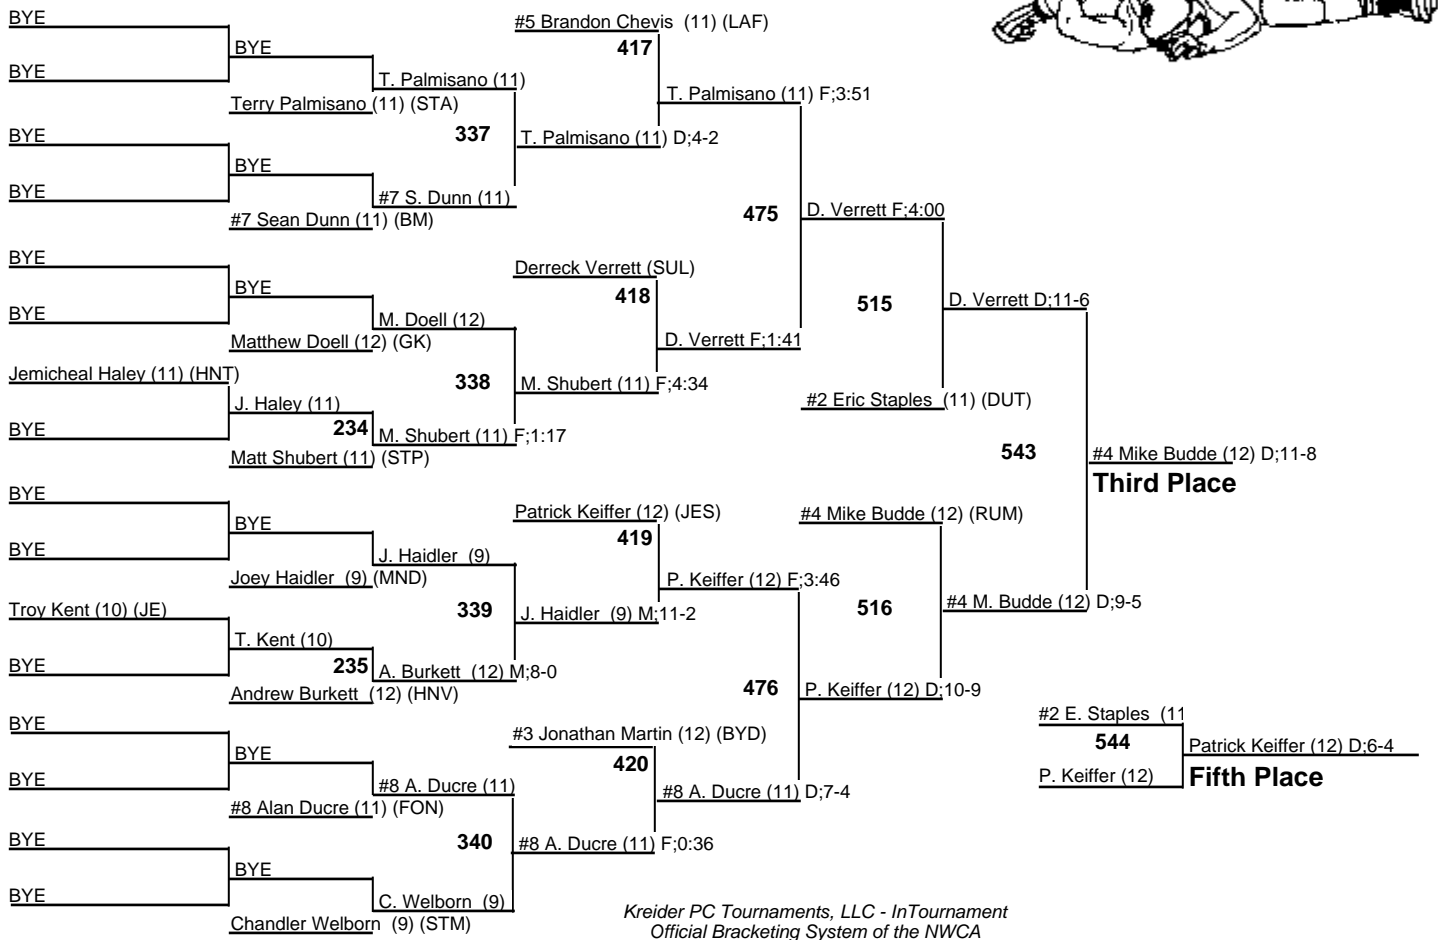 BYE
#5 Brandon Chevis (11) (LAF)
417
BYE
BYE
T. Palmisano (11)
T. Palmisano (11) F;3:51
Terry Palmisano (11) (STA)
BYE
337
T. Palmisano (11) D;4-2
BYE
BYE
#7 S. Dunn (11)
475
D. Verrett F;4:00
#7 Sean Dunn (11) (BM)
BYE
Derreck Verrett (SUL)
418
515
D. Verrett D;11-6
BYE
BYE
M. Doell (12)
D. Verrett F;1:41
Matthew Doell (12) (GK)
Jemicheal Haley (11) (HNT)
338
M. Shubert (11) F;4:34
J. Haley (11)
#2 Eric Staples (11) (DUT)
234
BYE
M. Shubert (11) F;1:17
543
#4 Mike Budde (12) D;11-8
Matt Shubert (11) (STP)
Third Place
BYE
Patrick Keiffer (12) (JES)
#4 Mike Budde (12) (RUM)
BYE
419
BYE
J. Haidler (9)
Joey Haidler (9) (MND)
P. Keiffer (12) F;3:46
Troy Kent (10) (JE)
339
J. Haidler (9) M;11-2
516
#4 M. Budde (12) D;9-5
T. Kent (10)
235
BYE
A. Burkett (12) M;8-0
476
P. Keiffer (12) D;10-9
Andrew Burkett (12) (HNV)
BYE
#3 Jonathan Martin (12) (BYD)
#2 E. Staples (11
BYE
420
544
Patrick Keiffer (12) D;6-4
BYE
#8 A. Ducre (11)
#8 A. Ducre (11) D;7-4
P. Keiffer (12)
Fifth Place
#8 Alan Ducre (11) (FON)
BYE
340
#8 A. Ducre (11) F;0:36
BYE
BYE
C. Welborn (9)
Chandler Welborn (9) (STM)
Kreider PC Tournaments, LLC - InTournament
Official Bracketing System of the NWCA